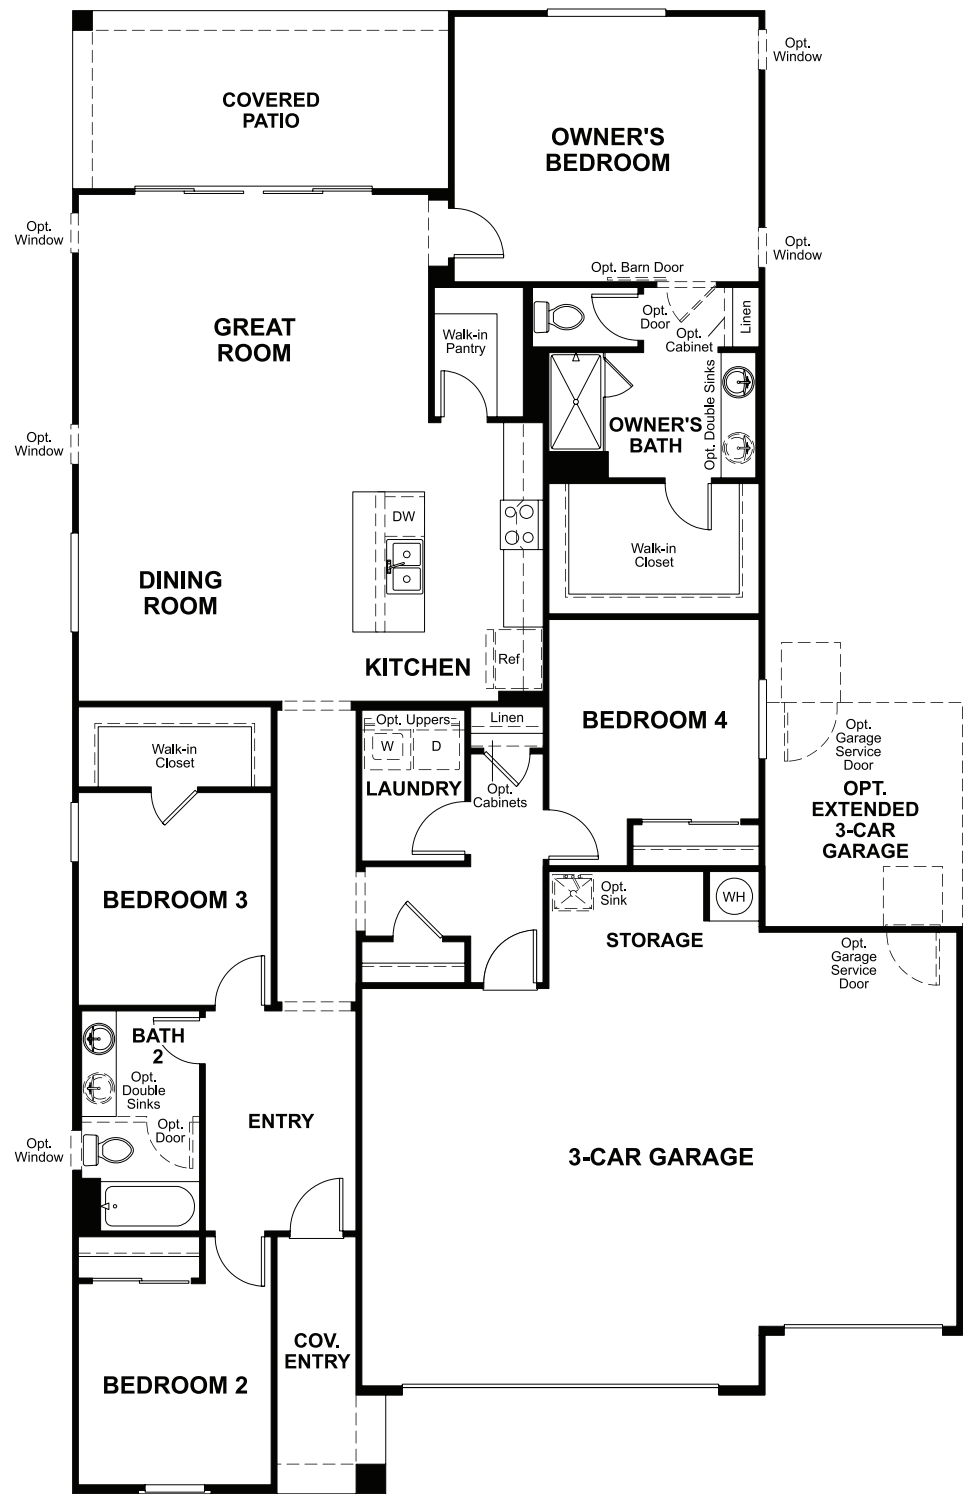 Opt.
Window
COVERED
PATIO
OWNER'S
BEDROOM
Opt.
Window
Opt.
Window
Opt. Barn Door
GREAT
ROOM
Walk-in
Pantry
Opt.
Door
Opt.
Cabinet
Linen
Opt. Double Sinks
OWNER'S
BATH
Opt.
Window
DW
Walk-in
Closet
DINING
ROOM
KITCHEN
Ref
BEDROOM 4
Opt. Uppers
Linen
W
D
LAUNDRY
Opt.
Cabinets
Walk-in
Closet
Opt.
Garage
Service
Door
OPT.
EXTENDED
3-CAR
GARAGE
BEDROOM 3
Opt.
Sink
WH
STORAGE
Opt.
Garage
Service
Door
BATH
2
Opt.
Double
Sinks
Opt.
Door
Opt.
Window
ENTRY
3-CAR GARAGE
COV.
ENTRY
BEDROOM 2